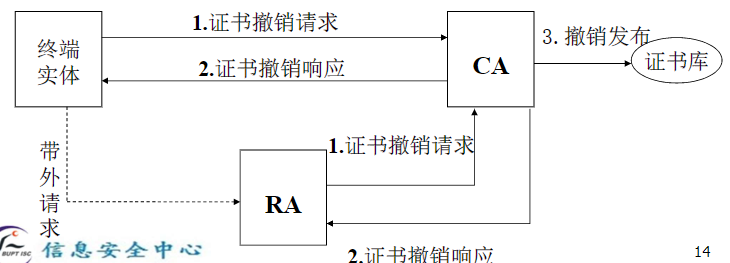 1.证书撤销请求
3.撤销发布
终端
实体
2.证书撤销响应
CA
证书库
1.证书撤销请求
带
外
请
求
RA
2.证书撤销响应
BUPT ISC
信息安全中心
14